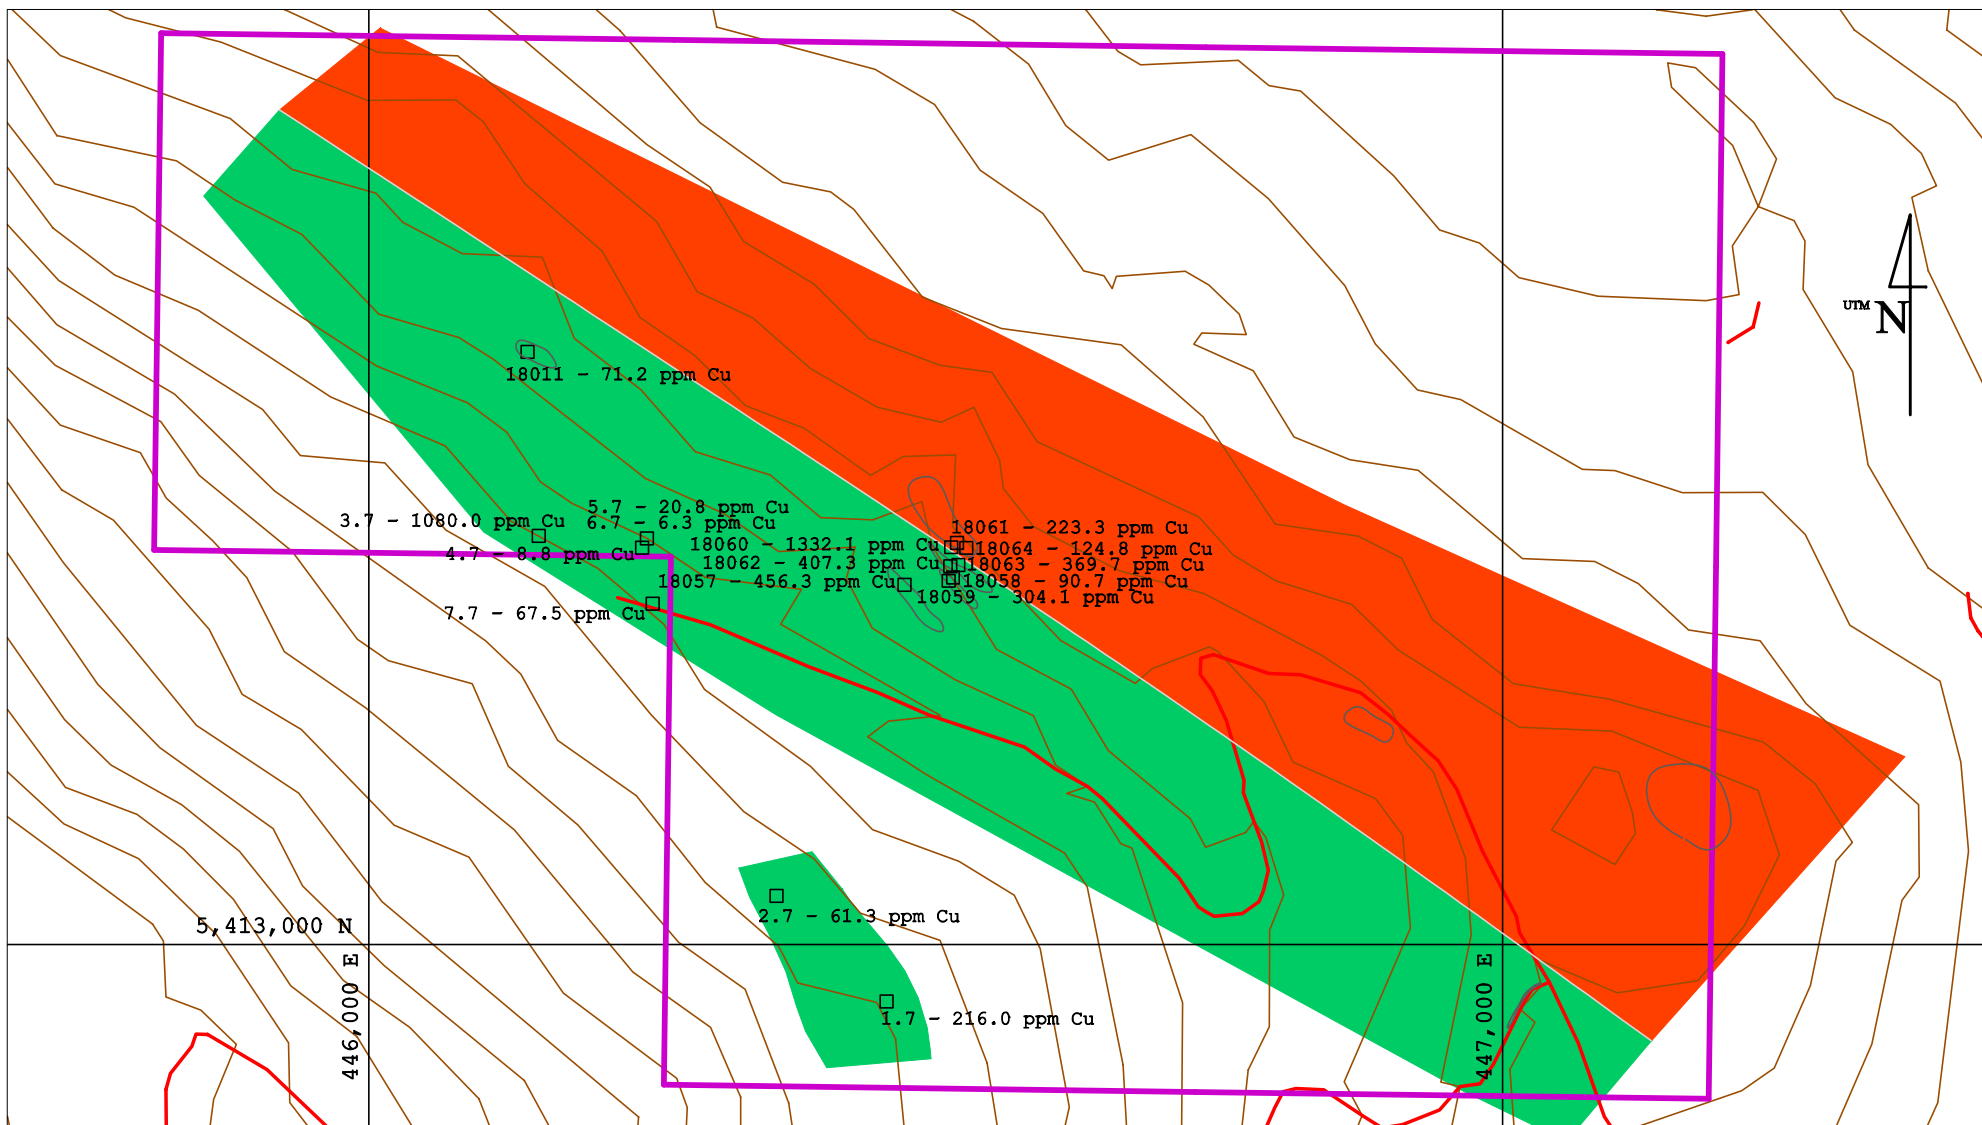 UTM N
18011 - 71.2 ppm Cu
5.7 - 20.8 ppm Cu
3.7 - 1080.0 ppm Cu
6.7 - 6.3 ppm Cu
18061 - 223.3 ppm Cu
18060 - 1332.1 ppm Cu
18064 - 124.8 ppm Cu
4.7 - 8.8 ppm Cu
18062 - 407.3 ppm Cu
18063 - 369.7 ppm Cu
18057 - 456.3 ppm Cu
18058 - 90.7 ppm Cu
18059 - 304.1 ppm Cu
7.7 - 67.5 ppm Cu
2.7 - 61.3 ppm Cu
5,413,000 N
446,000 E
447,000 E
1.7 - 216.0 ppm Cu